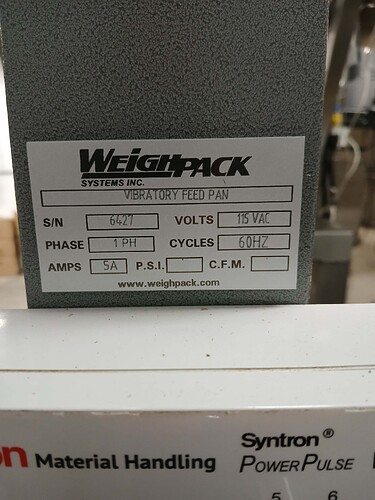 WEIGHPACK
SYSTEMS INC.
VIBRATORY FEED PAN
S/N 6427 VOLTS 115 VAC
PHASE 1 PH CYCLES 60HZ
AMPS 5A P.S.I. C.F.M.
www.weighpack.com
on Material Handling
Syntron®
POWERPULSE
5 6